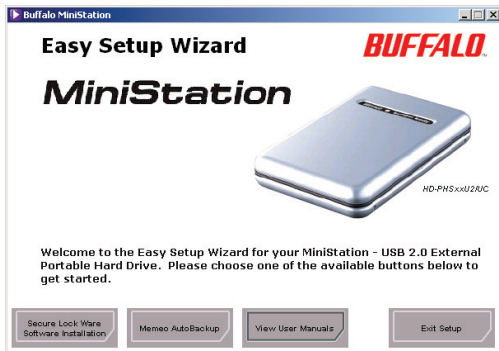 Buffalo MiniStation
Easy Setup Wizard
BUFFALO
MiniStation
HD-PHSxxU2/UC
Welcome to the Easy Setup Wizard for your MiniStation - USB 2.0 External
Portable Hard Drive. Please choose one of the available buttons below to
get started.
Secure Lock Ware
Software Installation
Memeo AutoBackup
View User Manuals
Exit Setup